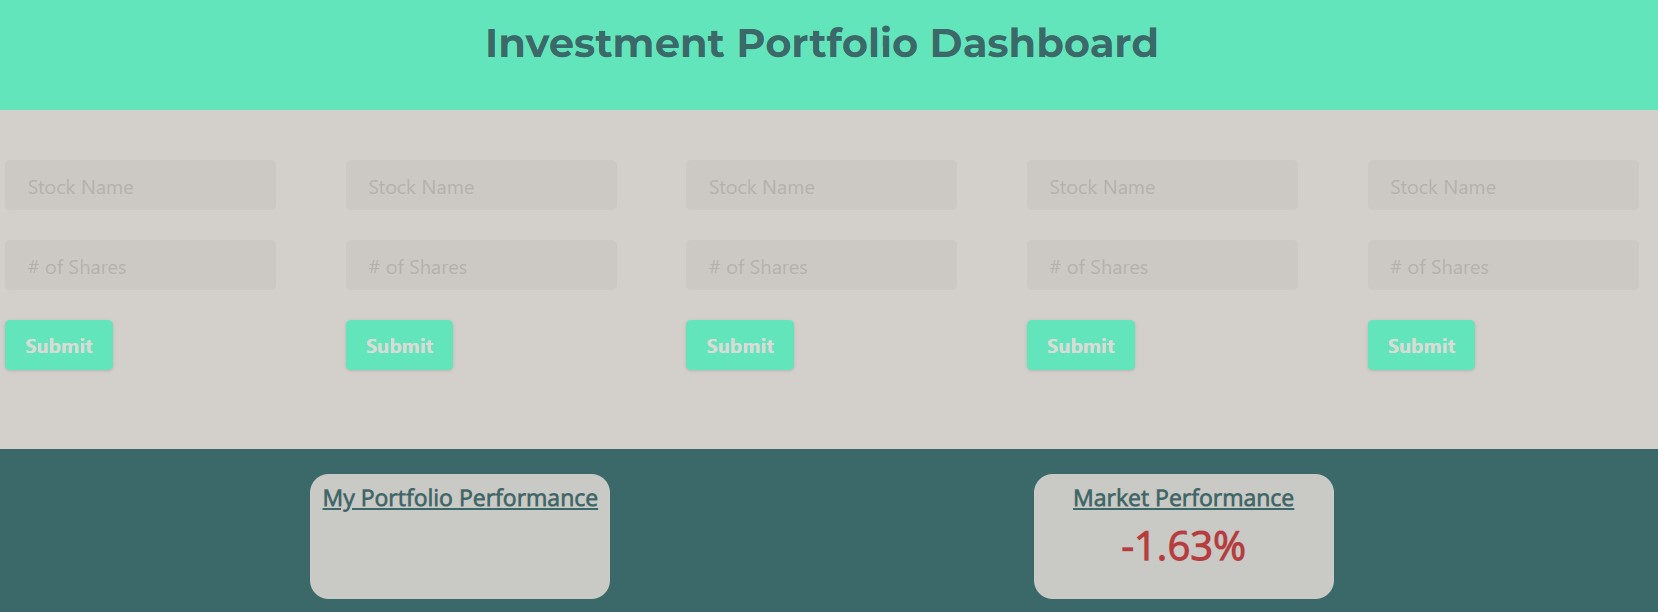 Investment Portfolio Dashboard
Stock Name Stock Name Stock Name Stock Name Stock Name
# of Shares # of Shares # of Shares # of Shares # of Shares
Submit Submit Submit Submit Submit
My Portfolio Performance Market Performance
-1.63%